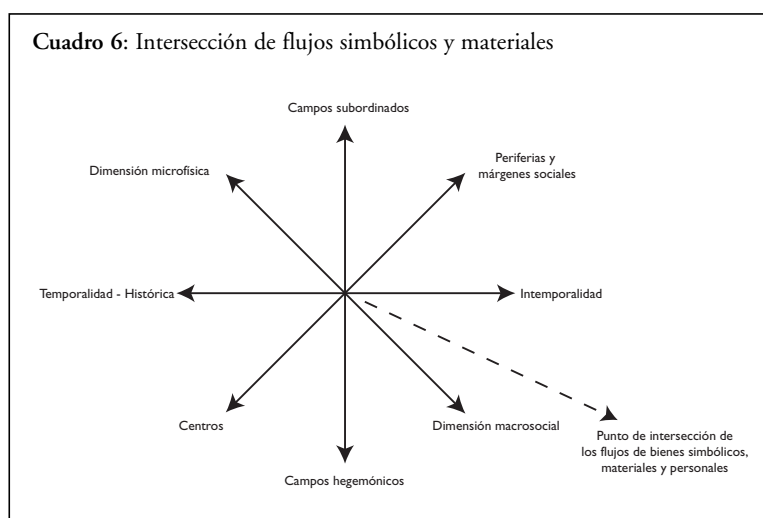 Cuadro 6: Intersección de flujos simbólicos y materiales
Campos subordinados
Dimensión microfísica
Periferias y
márgenes sociales
Temporalidad - Histórica
Intemporalidad
Centros
Dimensión macrosocial
Punto de intersección de
los flujos de bienes simbólicos,
materiales y personales
Campos hegemónicos